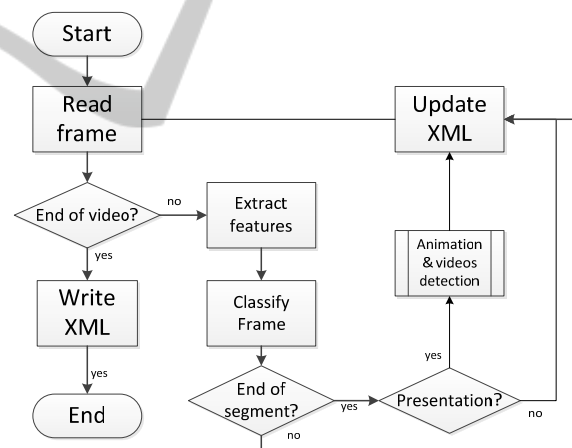 Start
Read
frame
Update
XML
End of video?
no
Extract
features
Animation
& videos
detection
yes
Write
XML
Classify
Frame
yes
yes
End
End of
segment?
yes
Presentation?
no
no